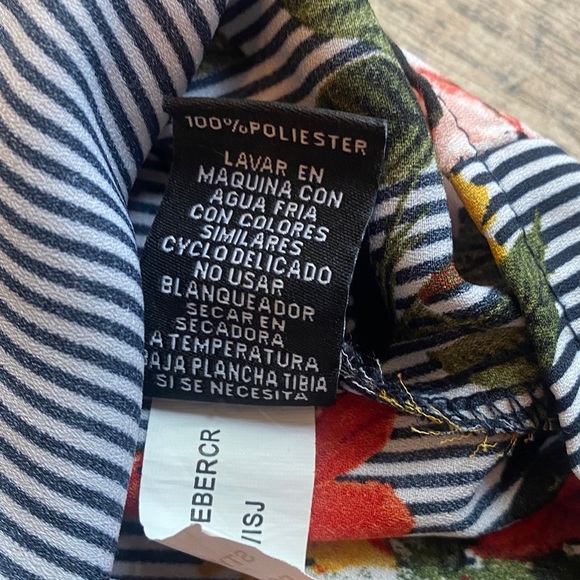 100%POLIESTER
LAVAR EN
MAQUINA CON
AGUA FRIA
CON COLORES
SIMILARES
CYCLO DELICADO
NO USAR
BLANQUEADOR
SECAR EN
SECADORA
A TEMPERATURA
BAJA PLANCHA TIBIA
SI SE NECESITA
EBERCR
/ISJ